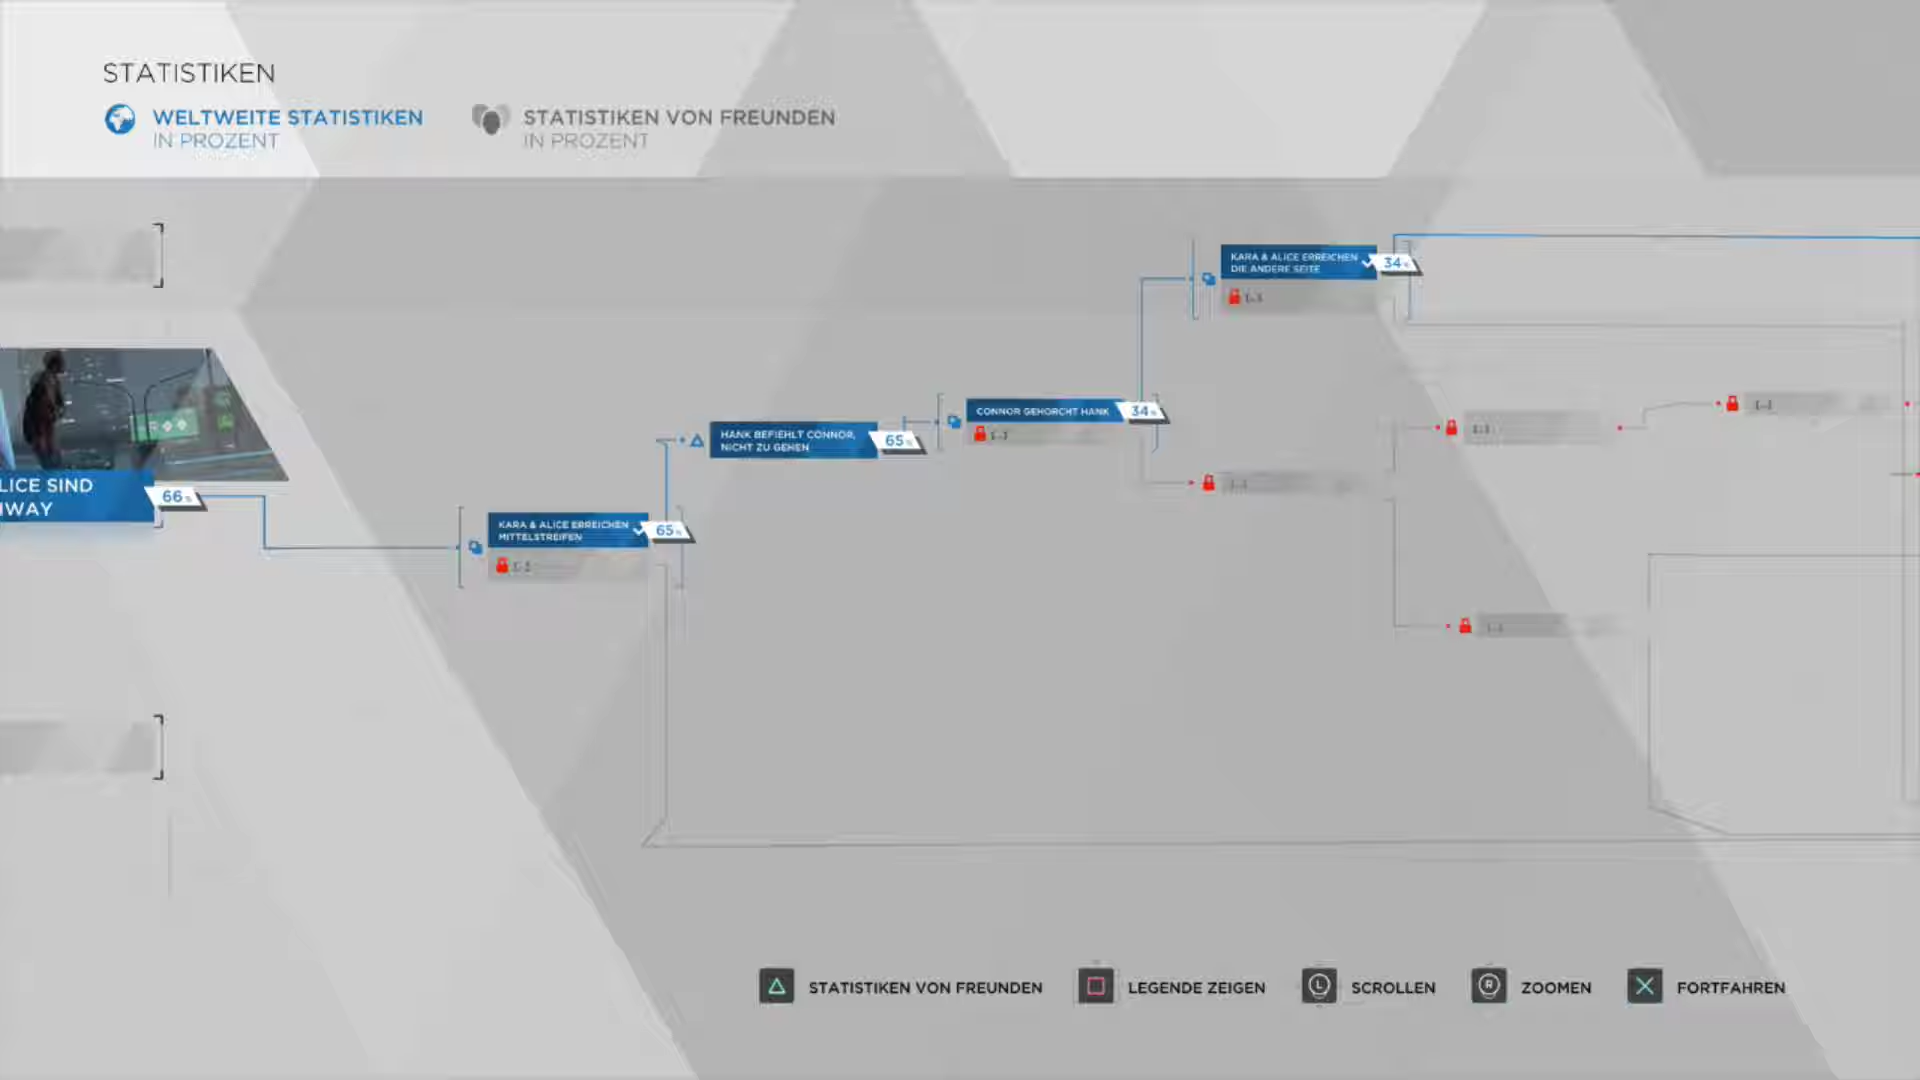 STATISTIKEN
WELTWEITE STATISTIKEN
IN PROZENT
STATISTIKEN VON FREUNDEN
IN PROZENT
KARA & ALICE ERREICHEN
DIE ANDERE SEITE
34%
CONNOR GEHORCHT HANK
34%
HANK BEFIEHLT CONNOR,
NICHT ZU GEHEN
65%
LICE SIND
WAY
66%
KARA & ALICE ERREICHEN
MITTELSTREIFEN
65%
STATISTIKEN VON FREUNDEN
LEGENDE ZEIGEN
L
SCROLLEN
R
ZOOMEN
FORTFAHREN